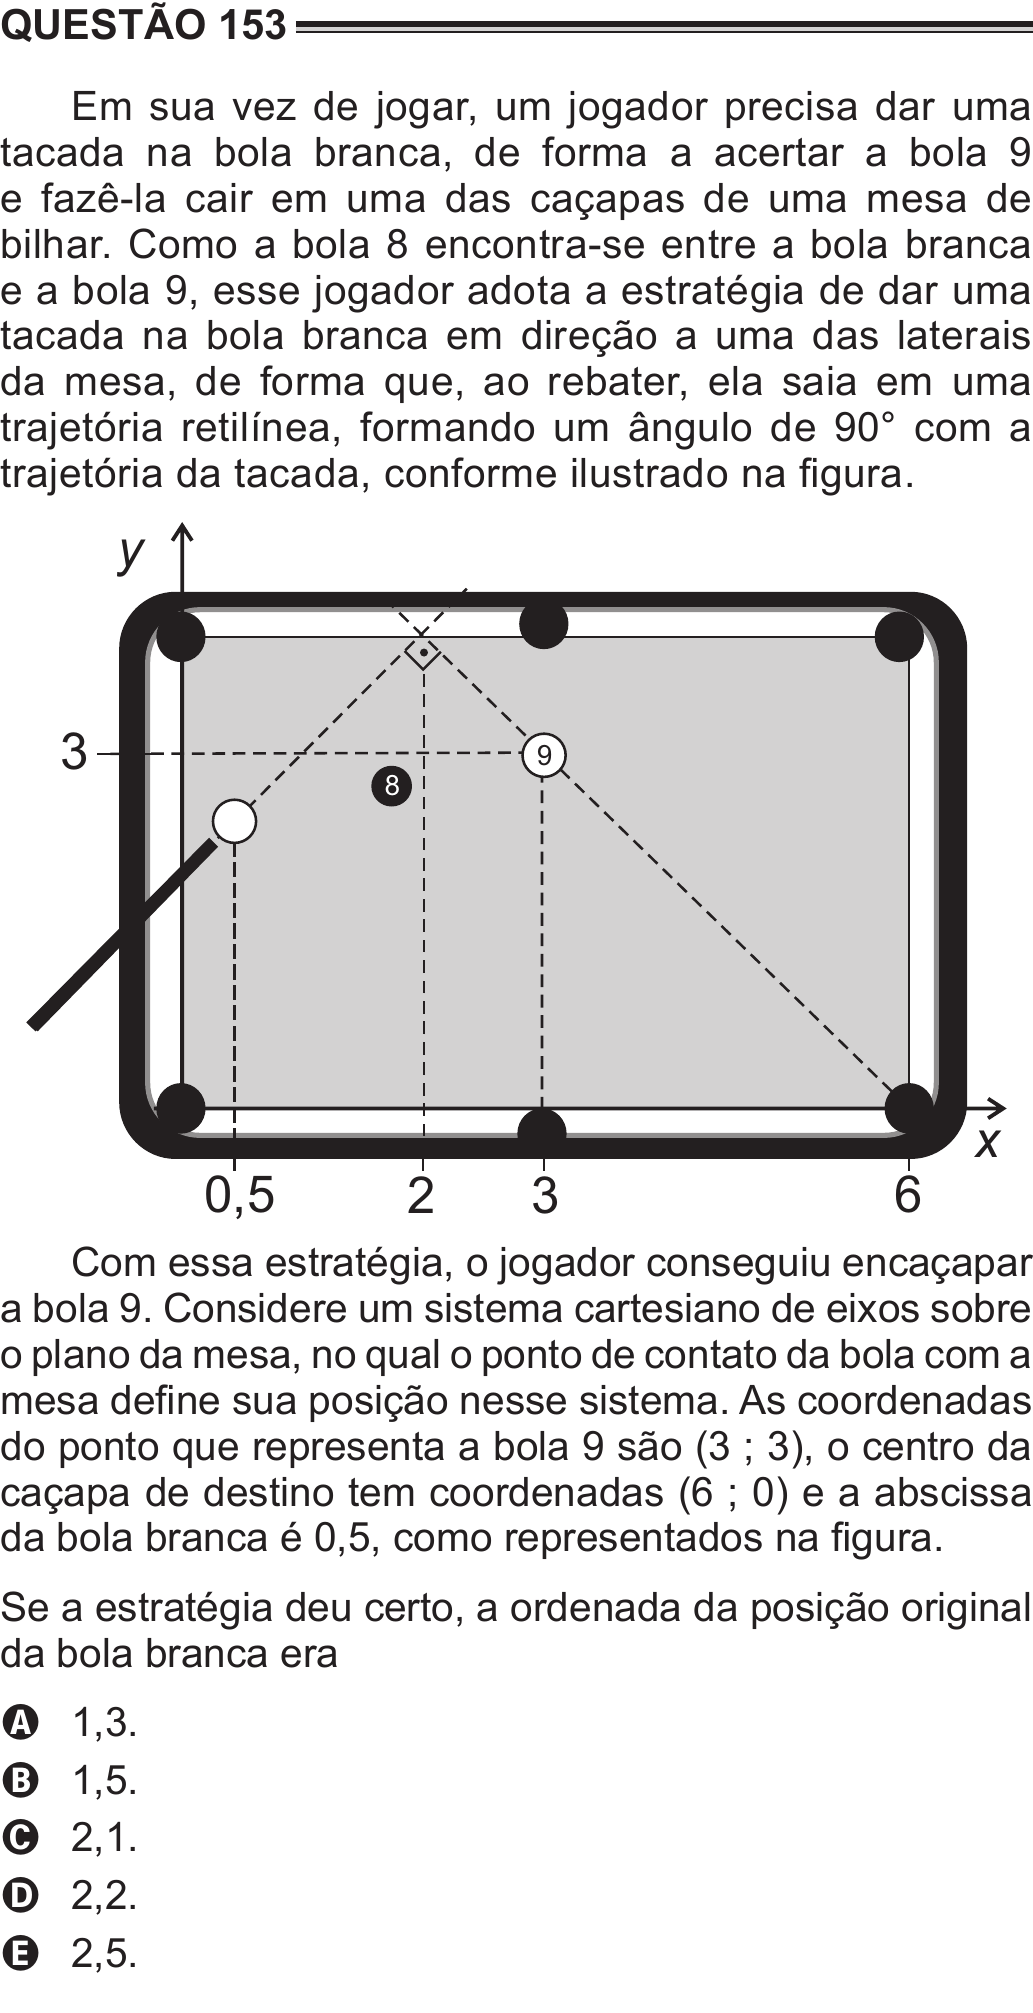 QUESTÃO 153
Em sua vez de jogar, um jogador precisa dar uma
tacada na bola branca, de forma a acertar a bola 9
e fazê-la cair em uma das caçapas de uma mesa de
bilhar. Como a bola 8 encontra-se entre a bola branca
e a bola 9, esse jogador adota a estratégia de dar uma
tacada na bola branca em direção a uma das laterais
da mesa, de forma que, ao rebater, ela saia em uma
trajetória retilínea, formando um ângulo de 90° com a
trajetória da tacada, conforme ilustrado na figura.
y
3
9
8
x
0,5 2 3 6
Com essa estratégia, o jogador conseguiu encaçapar
a bola 9. Considere um sistema cartesiano de eixos sobre
o plano da mesa, no qual o ponto de contato da bola com a
mesa define sua posição nesse sistema. As coordenadas
do ponto que representa a bola 9 são (3 ; 3), o centro da
caçapa de destino tem coordenadas (6 ; 0) e a abscissa
da bola branca é 0,5, como representados na figura.
Se a estratégia deu certo, a ordenada da posição original
da bola branca era
A 1,3.
B 1,5.
C 2,1.
D 2,2.
E 2,5.